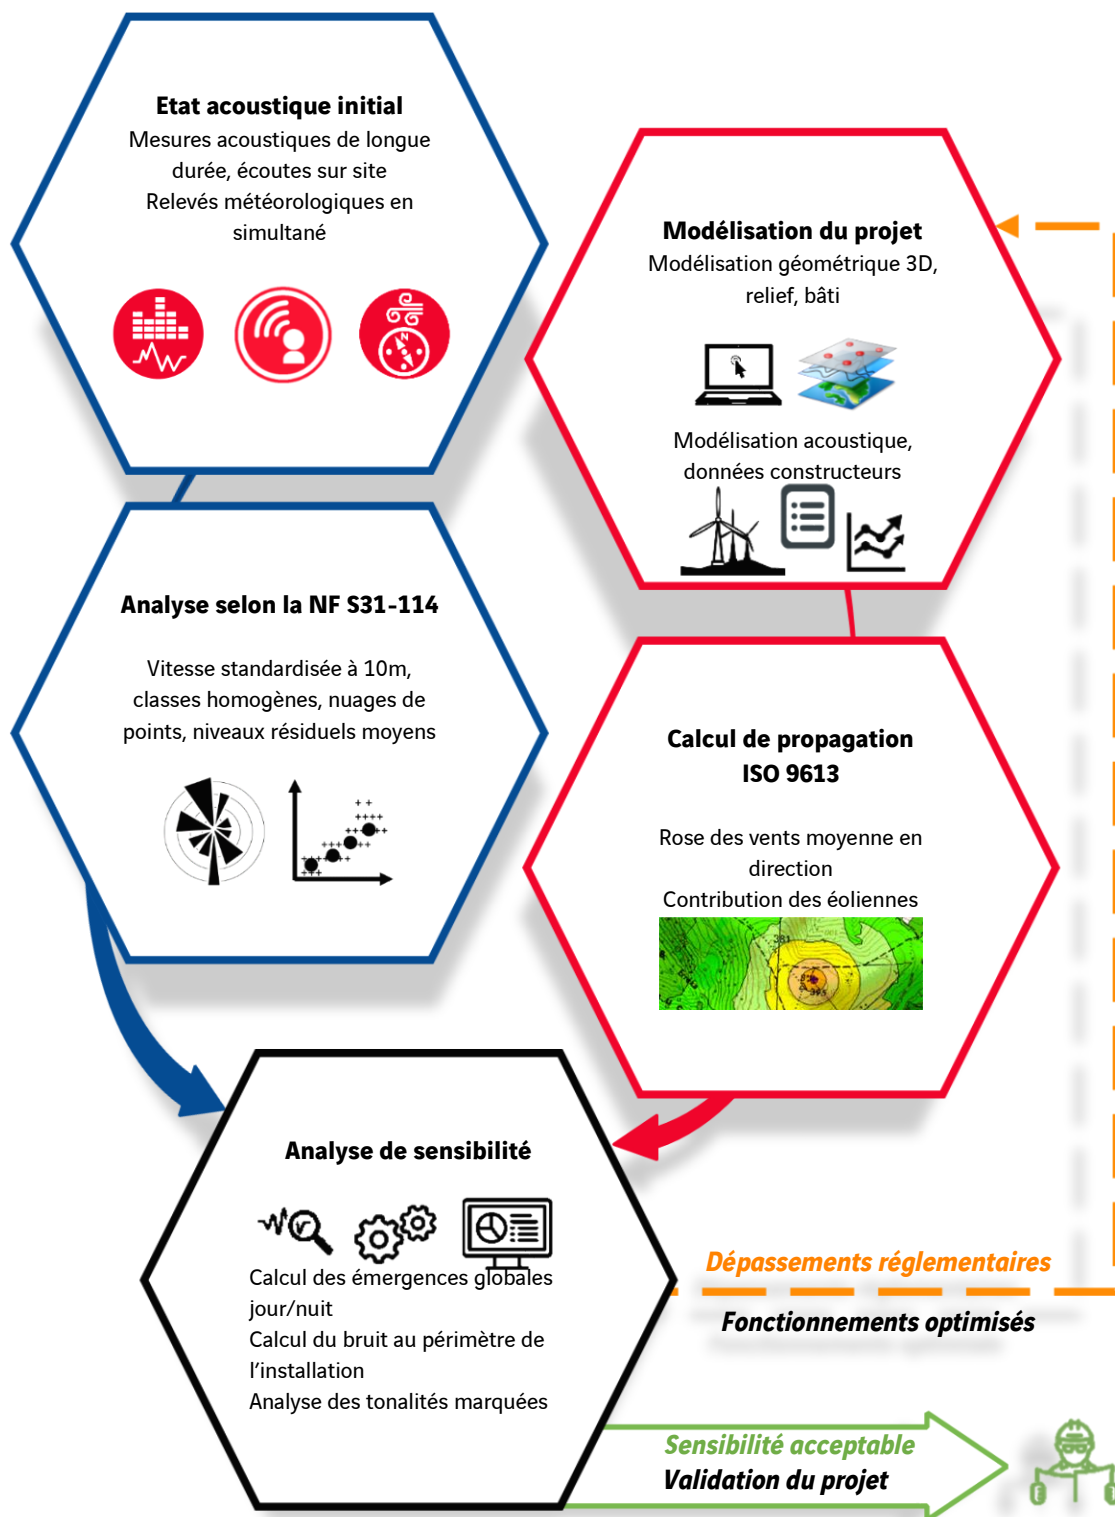 Etat acoustique initial
Mesures acoustiques de longue
durée, écoutes sur site
Relevés météorologiques en
simultané
Modélisation du projet
Modélisation géométrique 3D,
relief, bâti
Modélisation acoustique,
données constructeurs
Analyse selon la NF S31-114
Vitesse standardisée à 10m,
classes homogènes, nuages de
points, niveaux résiduels moyens
Calcul de propagation
ISO 9613
Rose des vents moyenne en
direction
Contribution des éoliennes
381
Analyse de sensibilité
Calcul des émergences globales
jour/nuit
Calcul du bruit au périmètre de
l'installation
Analyse des tonalités marquées
Dépassements réglementaires
Fonctionnements optimisés
Sensibilité acceptable
Validation du projet